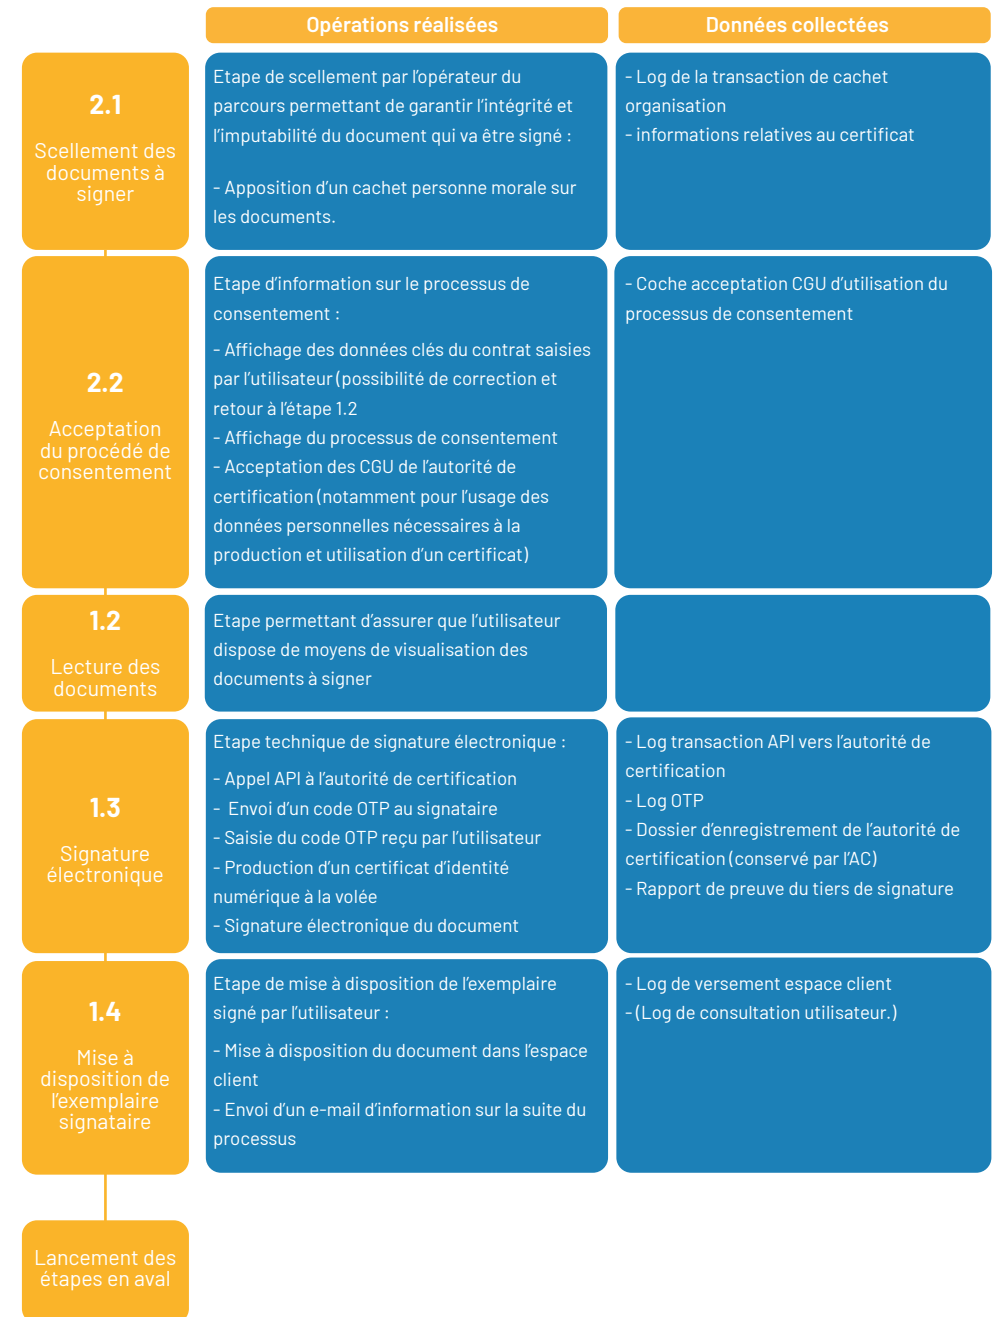 Opérations réalisées
Données collectées
2.1
Scellement des
documents à
signer
Etape de scellement par l'opérateur du
parcours permettant de garantir l'intégrité et
l'imputabilité du document qui va être signé :
- Apposition d'un cachet personne morale sur
les documents.
- Log de la transaction de cachet
organisation
- informations relatives au certificat
2.2
Acceptation
du procédé de
consentement
Etape d'information sur le processus de
consentement :
- Affichage des données clés du contrat saisies
par l'utilisateur (possibilité de correction et
retour à l'étape 1.2
- Affichage du processus de consentement
- Acceptation des CGU de l'autorité de
certification (notamment pour l'usage des
données personnelles nécessaires à la
production et utilisation d'un certificat)
- Coche acceptation CGU d'utilisation du
processus de consentement
1.2
Lecture des
documents
Etape permettant d'assurer que l'utilisateur
dispose de moyens de visualisation des
documents à signer
1.3
Signature
électronique
Etape technique de signature électronique :
- Appel API à l'autorité de certification
- Envoi d'un code OTP au signataire
- Saisie du code OTP reçu par l'utilisateur
- Production d'un certificat d'identité
numérique à la volée
- Signature électronique du document
- Log transaction API vers l'autorité de
certification
- Log OTP
- Dossier d'enregistrement de l'autorité de
certification (conservé par l'AC)
- Rapport de preuve du tiers de signature
1.4
Mise à
disposition de
l'exemplaire
signataire
Etape de mise à disposition de l'exemplaire
signé par l'utilisateur :
- Mise à disposition du document dans l'espace
client
- Envoi d'un e-mail d'information sur la suite du
processus
- Log de versement espace client
- (Log de consultation utilisateur.)
Lancement des
étapes en aval